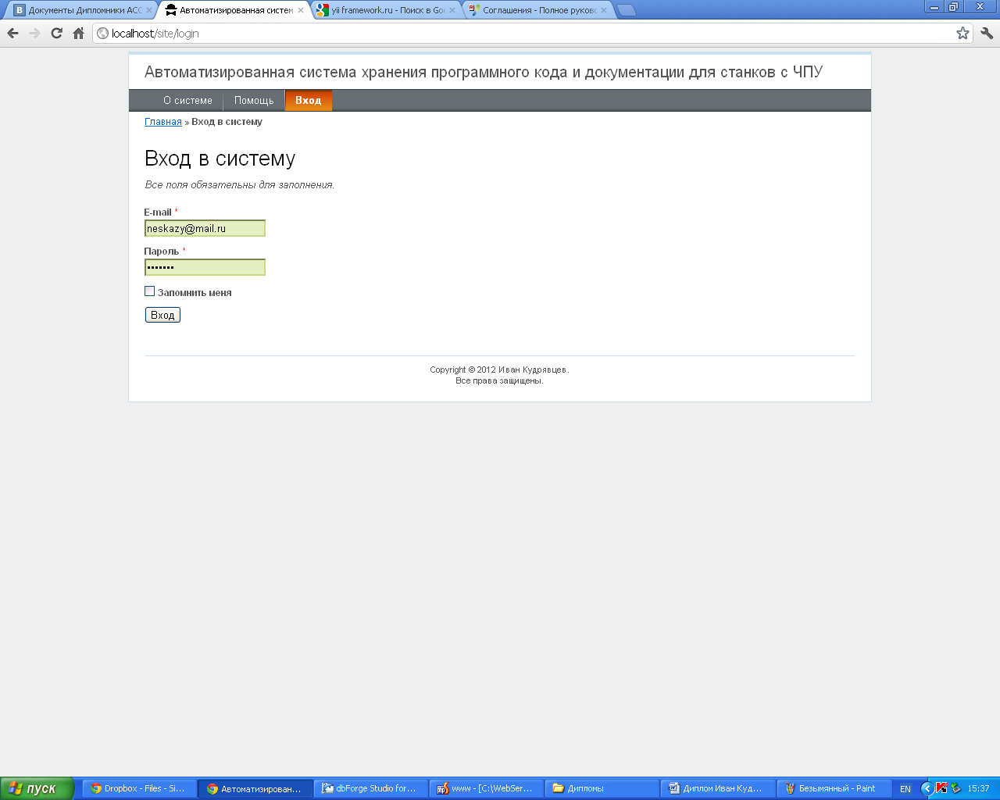 Документы Дипломники АСС
Автоматизированная систем
yii framework.ru - Поиск в Goo
Соглашения - Полное руково
localhost/site/login
Автоматизированная система хранения программного кода и документации для станков с ЧПУ
О системе Помощь Вход
Главная » Вход в систему
Вход в систему
Все поля обязательны для заполнения.
E-mail *
neskazy@mail.ru
Пароль *
•••••••
Запомнить меня
Вход
Copyright © 2012 Иван Кудрявцев.
Все права защищены.
пуск
Dropbox - Files - Si...
Автоматизирован...
dbForge Studio for...
www - [C:\WebSer...
Дипломы
Диплом Иван Куд...
Безымянный - Paint
EN
15:37